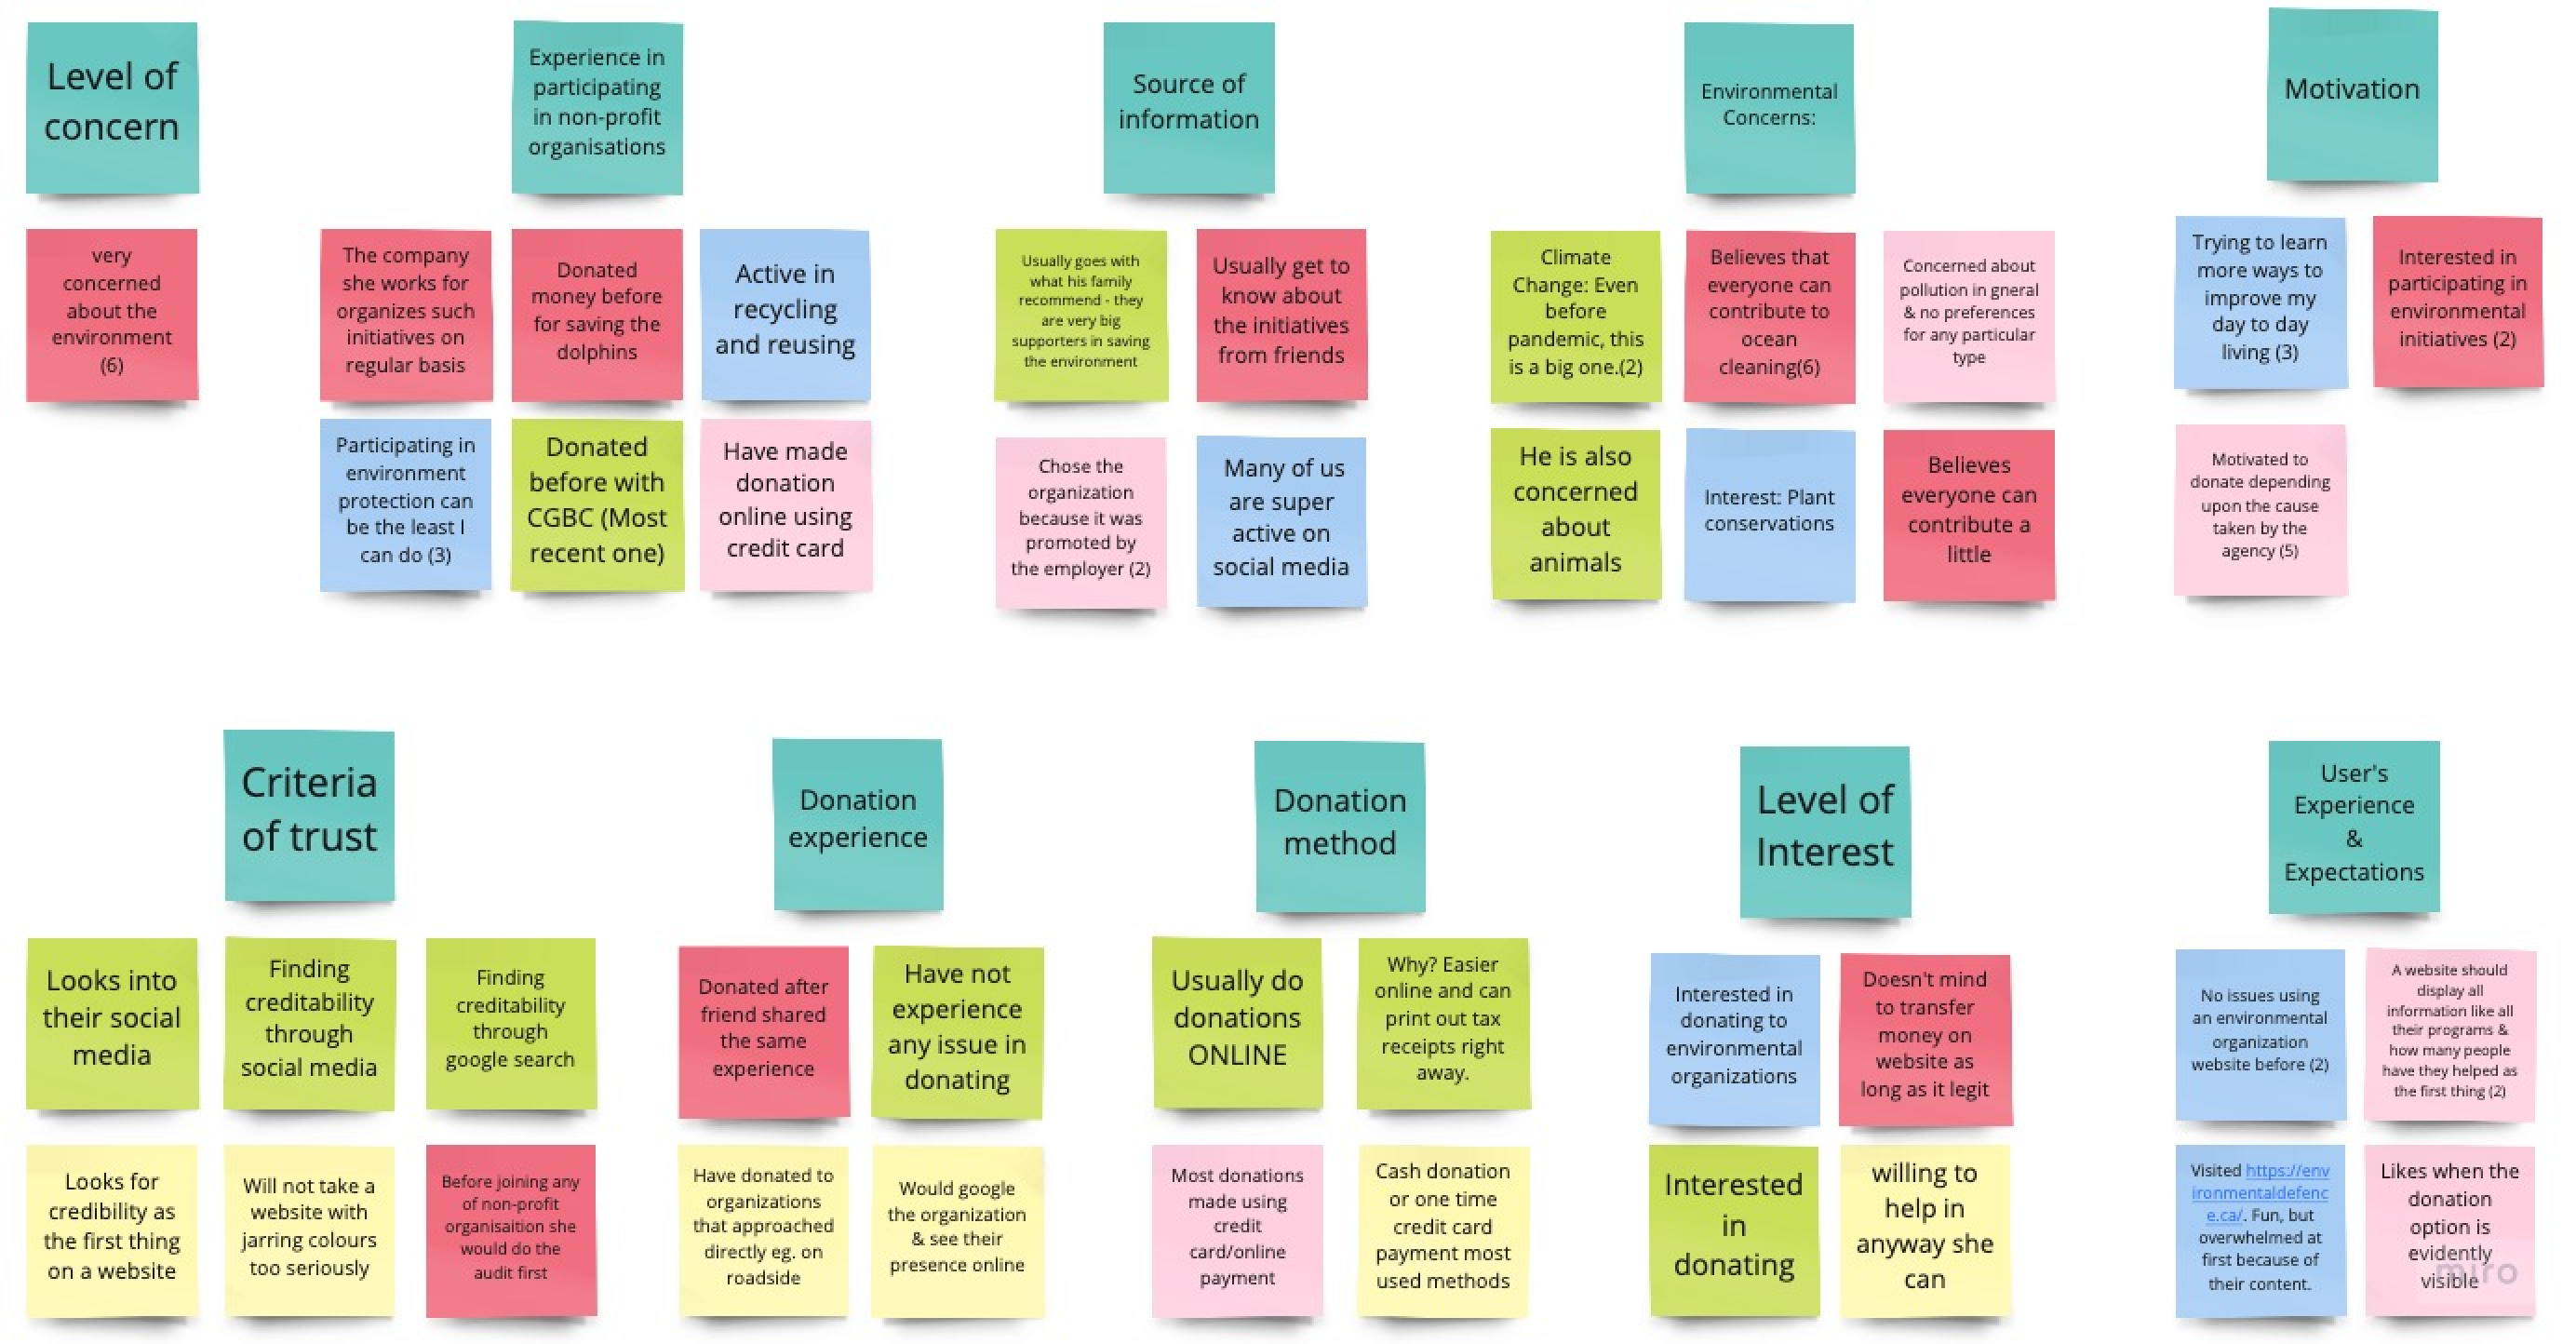 Level of
concern
very
concerned
about the
environment
(6)
Experience in
participating
in non-profit
organisations
The company
she works for
organizes such
initiatives on
regular basis
Donated
money before
for saving the
dolphins
Active in
recycling
and reusing
Participating in
environment
protection can
be the least I
can do (3)
Donated
before with
CGBC (Most
recent one)
Have made
donation
online using
credit card
Source of
information
Usually goes with
what his family
recommend - they
are very big
supporters in saving
the environment
Usually get to
know about
the initiatives
from friends
Chose the
organization
because it was
promoted by
the employer (2)
Many of us
are super
active on
social media
Environmental
Concerns:
Climate
Change: Even
before
pandemic, this
is a big one.(2)
Believes that
everyone can
contribute to
ocean
cleaning(6)
Concerned about
pollution in gneral
& no preferences
for any particular
type
He is also
concerned
about
animals
Interest: Plant
conservations
Believes
everyone can
contribute a
little
Motivation
Trying to learn
more ways to
improve my
day to day
living (3)
Interested in
participating in
environmental
initiatives (2)
Motivated to
donate depending
upon the cause
taken by the
agency (5)
Criteria
of trust
Looks into
their social
media
Finding
creditability
through
social media
Finding
creditability
through
google search
Looks for
credibility as
the first thing
on a website
Will not take a
website with
jarring colours
too seriously
Before joining any
of non-profit
organisaition she
would do the
audit first
Donation
experience
Donated after
friend shared
the same
experience
Have not
experience
any issue in
donating
Have donated to
organizations
that approached
directly eg. on
roadside
Would google
the organization
& see their
presence online
Donation
method
Usually do
donations
ONLINE
Why? Easier
online and can
print out tax
receipts right
away.
Most donations
made using
credit
card/online
payment
Cash donation
or one time
credit card
payment most
used methods
Level of
Interest
Interested in
donating to
environmental
organizations
Doesn't mind
to transfer
money on
website as
long as it legit
Interested
in
donating
willing to
help in
anyway she
can
User's
Experience
&
Expectations
No issues using
an environmental
organization
website before (2)
A website should
display all
information like all
their programs &
how many people
have they helped as
the first thing (2)
Visited https://env
ironmentaldefenc
e.ca/. Fun, but
overwhelmed at
first because of
their content.
Likes when the
donation
option is
evidently
visible
miro